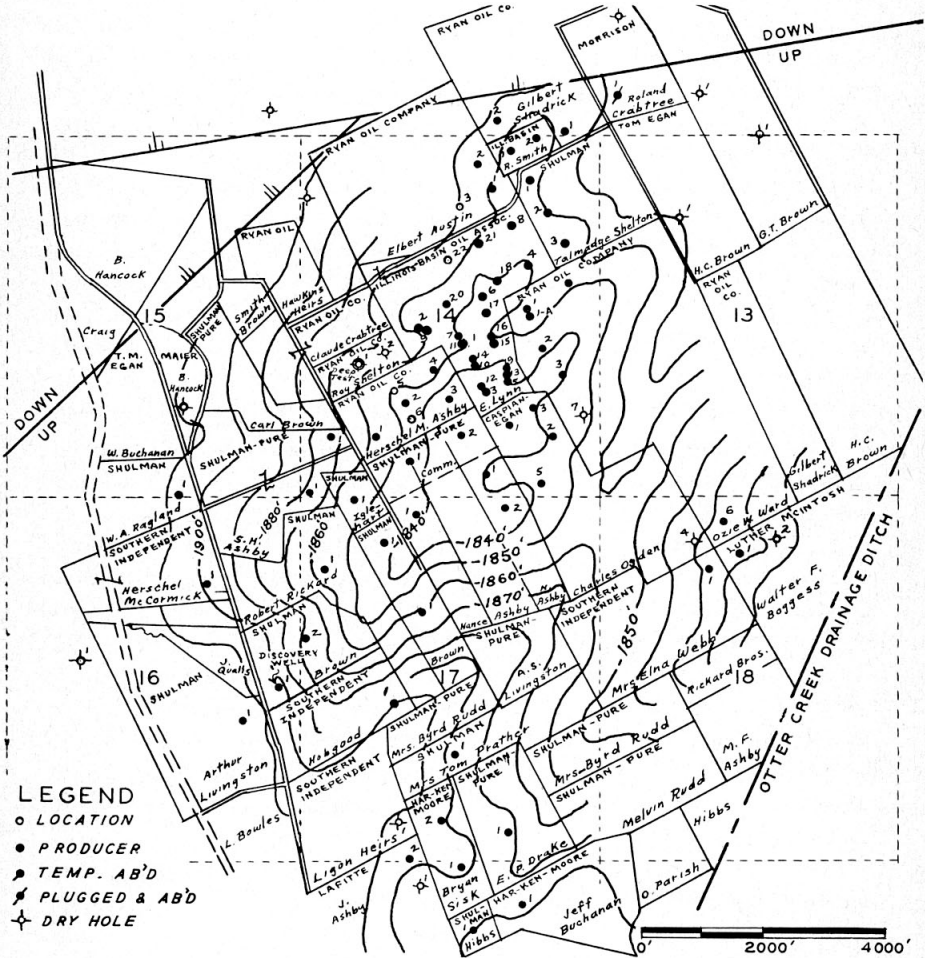 RYAN OIL CO.
MORRISON
DOWN
UP
Gilbert
Shadrick
Roland
Crabtree
TOM EGAN
RYAN OIL COMPANY
ILL. BASIN
R. Smith
SHULMAN
Elbert Austin
ILLINOIS BASIN OIL ASSOC.
Talmadge Shelton
RYAN OIL COMPANY
H.C. Brown
G.T. Brown
RYAN
OIL
CO.
B.
Hancock
RYAN OIL
Craig
15
14
13
SHULMAN
PURE
Smith
Brown
Hawkins
Heirs
RYAN OIL CO.
T.M.
EGAN
MAIER
B.
Hancock
Claude Crabtree
RYAN OIL CO.
Roy Shelton
RYAN OIL CO.
DOWN
UP
Carl Brown
Herschel M. Ashby
SHULMAN-PURE
E. Lynn
CASPIAN-
EGAN
W. Buchanan
SHULMAN
SHULMAN-PURE
Comm.
SHULMAN
Igleheart
SHULMAN
W.A. Ragland
SOUTHERN
INDEPENDENT
1900'
1880'
1860'
1840'
S.H.
Ashby
SHULMAN
-1840'
-1850'
-1860'
-1870'
-1850'
Gilbert
Shadrick
H.C.
Brown
Ozie H. Ward
LUTHER MCINTOSH
Herschel
McCormick
Robert Rickard
SHULMAN
Nance
Ashby
N.
Ashby
Charles Ogden
SOUTHERN
INDEPENDENT
SHULMAN-
PURE
Walter F.
Boggess
16
SHULMAN
J.
Qualls
DISCOVERY
WELL
Brown
SOUTHERN
INDEPENDENT
Brown
17
SHULMAN-PURE
A.S.
Livingston
Mrs. Elna Webb
Rickard Bros.
18
Arthur
Livingston
Hobgood
SOUTHERN
INDEPENDENT
Mrs. Byrd Rudd
SHULMAN
Mrs Tom Prather
SHULMAN
PURE
SHULMAN-PURE
Mrs. Byrd Rudd
SHULMAN-PURE
M.F.
Ashby
OTTER CREEK DRAINAGE DITCH
HAR-KEN
MOORE
L. Bowles
Ligon Heirs
LAFITTE
J.
Ashby
Bryan
Sisk
E.P. Drake
HAR-KEN-MOORE
Melvin Rudd
Hibbs
O. Parish
SHUL-
MAN
Hibbs
Jeff
Buchanan
LEGEND
LOCATION
PRODUCER
TEMP. AB'D
PLUGGED & AB'D
DRY HOLE
0'
2000'
4000'